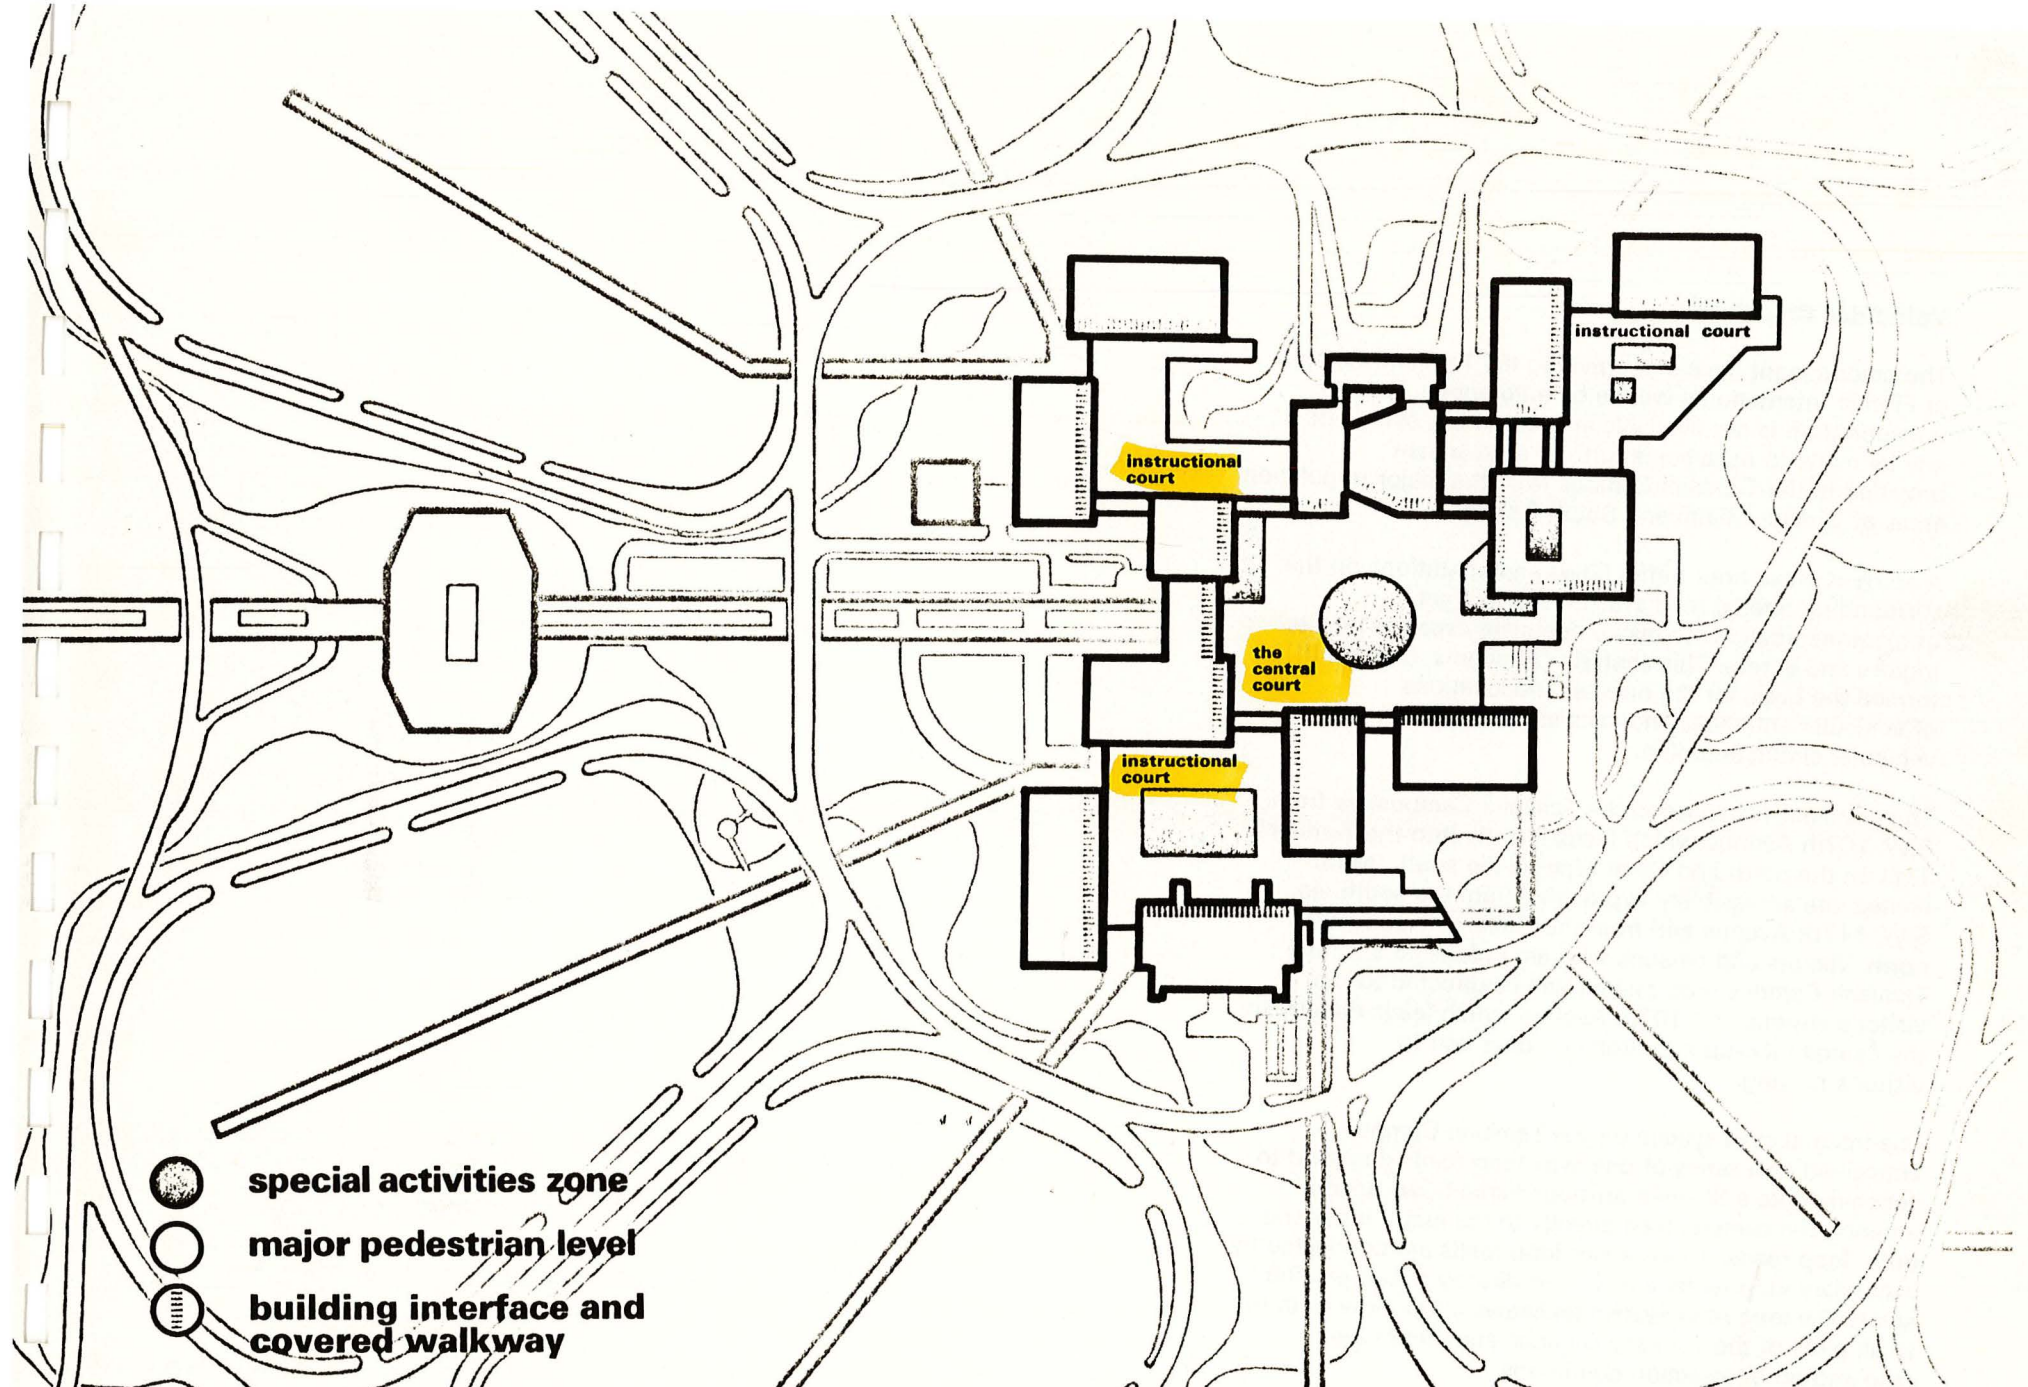 instructional court
instructional
court
the
central
court
instructional
court
special activities zone
major pedestrian level
building interface and
covered walkway